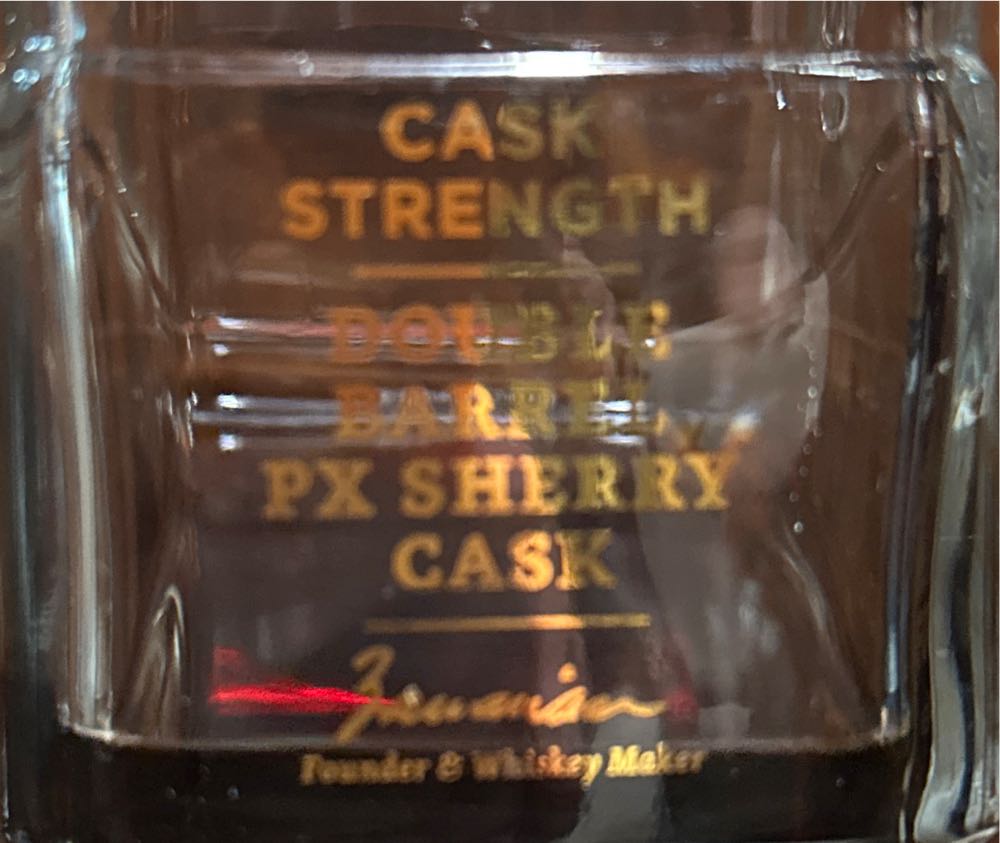 CASK
STRENGTH
DOUBLE
BARREL
PX SHERRY
CASK
Founder & Whiskey Maker